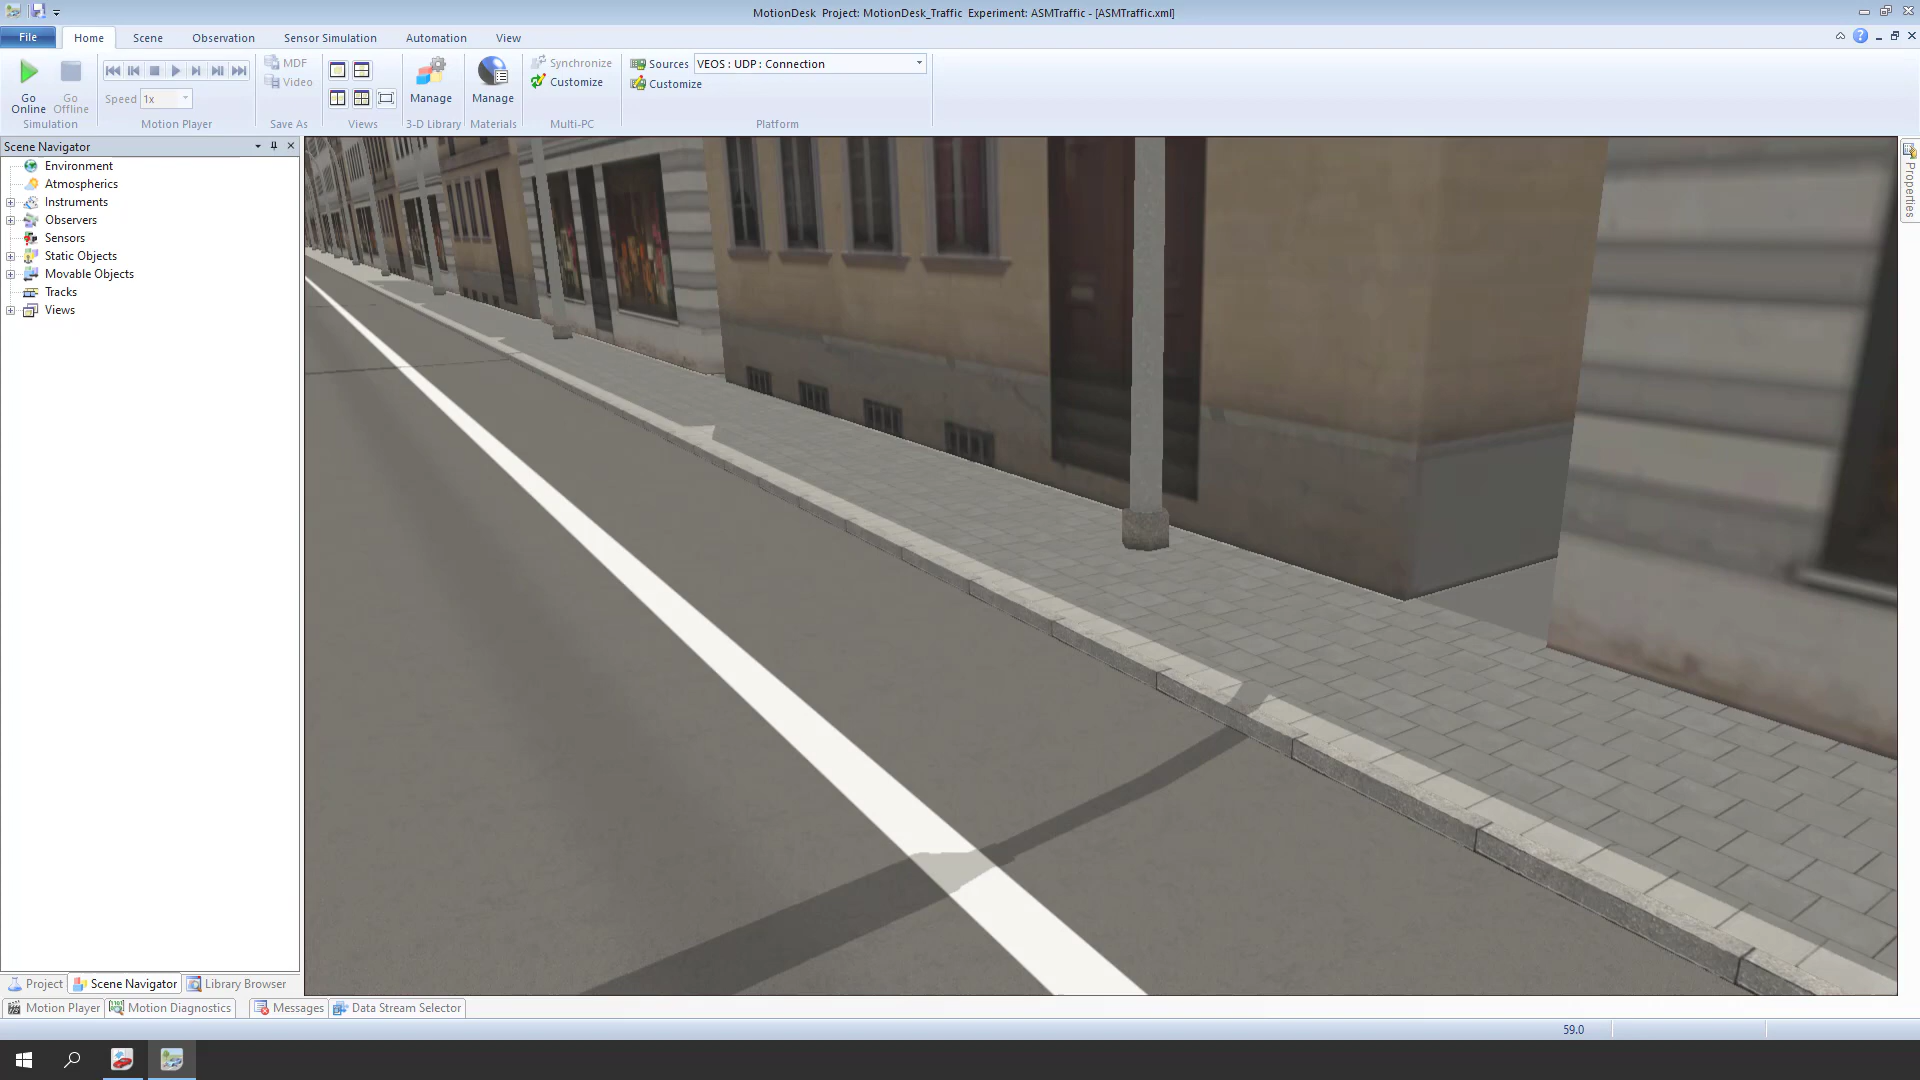 MotionDesk Project: MotionDesk_Traffic Experiment: ASMTraffic - [ASMTraffic.xml]
File Home Scene Observation Sensor Simulation Automation View
Go Online
Go Offline
Simulation
Speed 1x
Motion Player
MDF
Video
Save As
Views
Manage
3-D Library
Manage
Materials
Synchronize
Customize
Multi-PC
Sources VEOS : UDP : Connection
Customize
Platform
Scene Navigator
Environment
Atmospherics
Instruments
Observers
Sensors
Static Objects
Movable Objects
Tracks
Views
Properties
Project Scene Navigator Library Browser
Motion Player Motion Diagnostics Messages Data Stream Selector
59.0